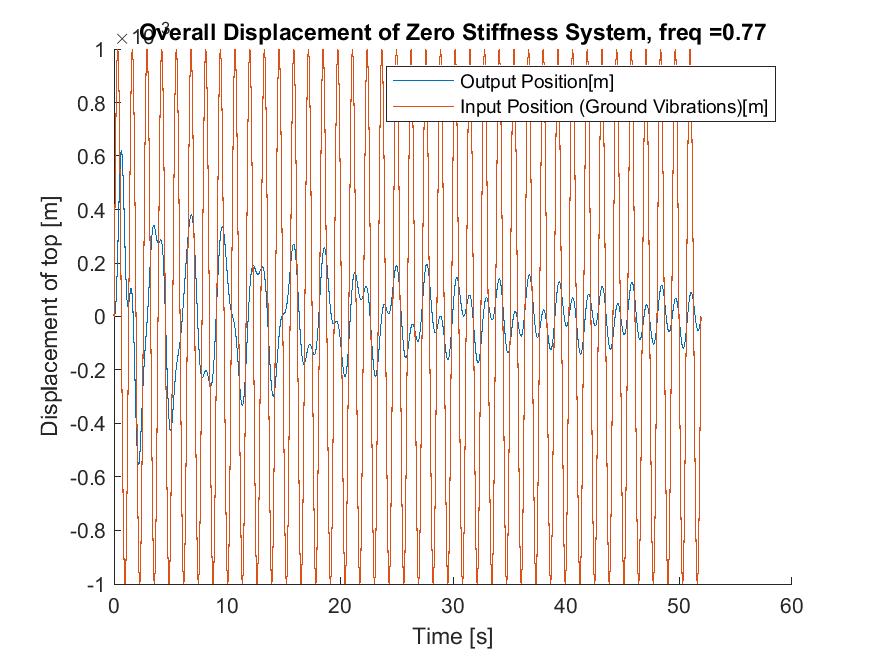 Overall Displacement of Zero Stiffness System, freq =0.77
×10-3
Output Position[m]
Input Position (Ground Vibrations)[m]
1
0.8
0.6
0.4
0.2
0
-0.2
-0.4
-0.6
-0.8
-1
Displacement of top [m]
0 10 20 30 40 50 60
Time [s]